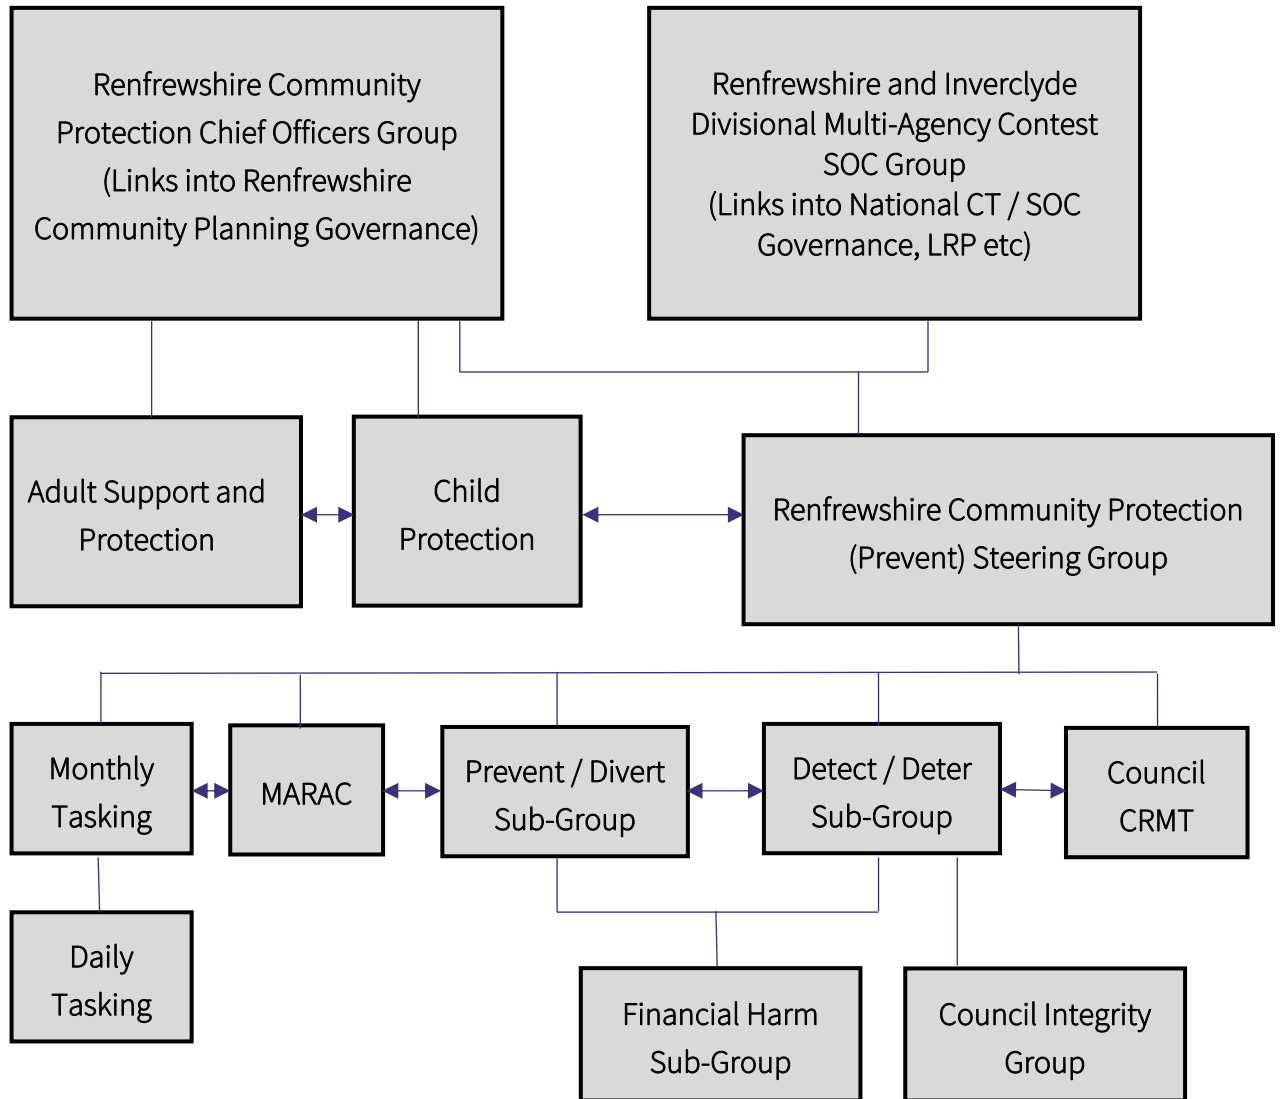 Renfrewshire Community
Protection Chief Officers Group
(Links into Renfrewshire
Community Planning Governance)
Renfrewshire and Inverclyde
Divisional Multi-Agency Contest
SOC Group
(Links into National CT / SOC
Governance, LRP etc)
Adult Support and
Protection
Child
Protection
Renfrewshire Community Protection
(Prevent) Steering Group
Monthly
Tasking
MARAC
Prevent / Divert
Sub-Group
Detect / Deter
Sub-Group
Council
CRMT
Daily
Tasking
Financial Harm
Sub-Group
Council Integrity
Group